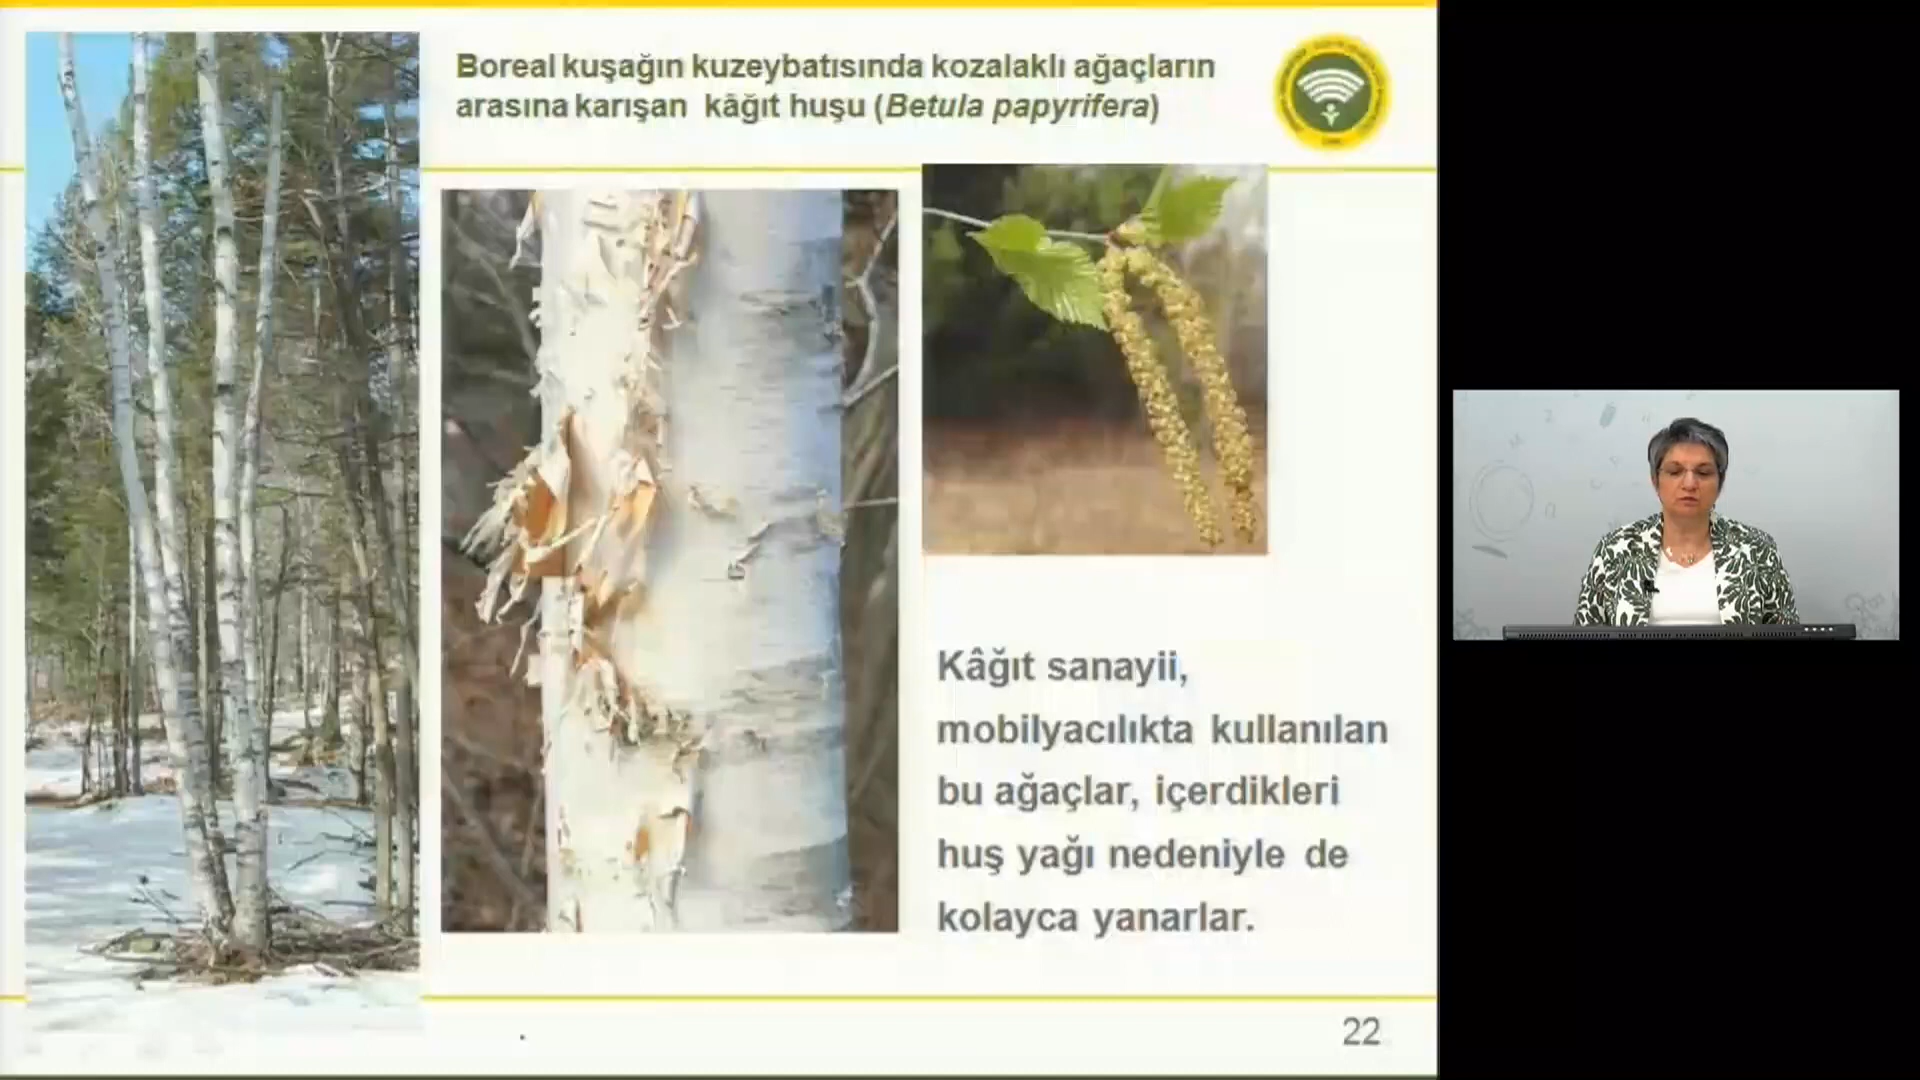 Boreal kuşağın kuzeybatısında kozalaklı ağaçların
arasına karışan kâğıt huşu (Betula papyrifera)
Kâğıt sanayii,
mobilyacılıkta kullanılan
bu ağaçlar, içerdikleri
huş yağı nedeniyle de
kolayca yanarlar.
22